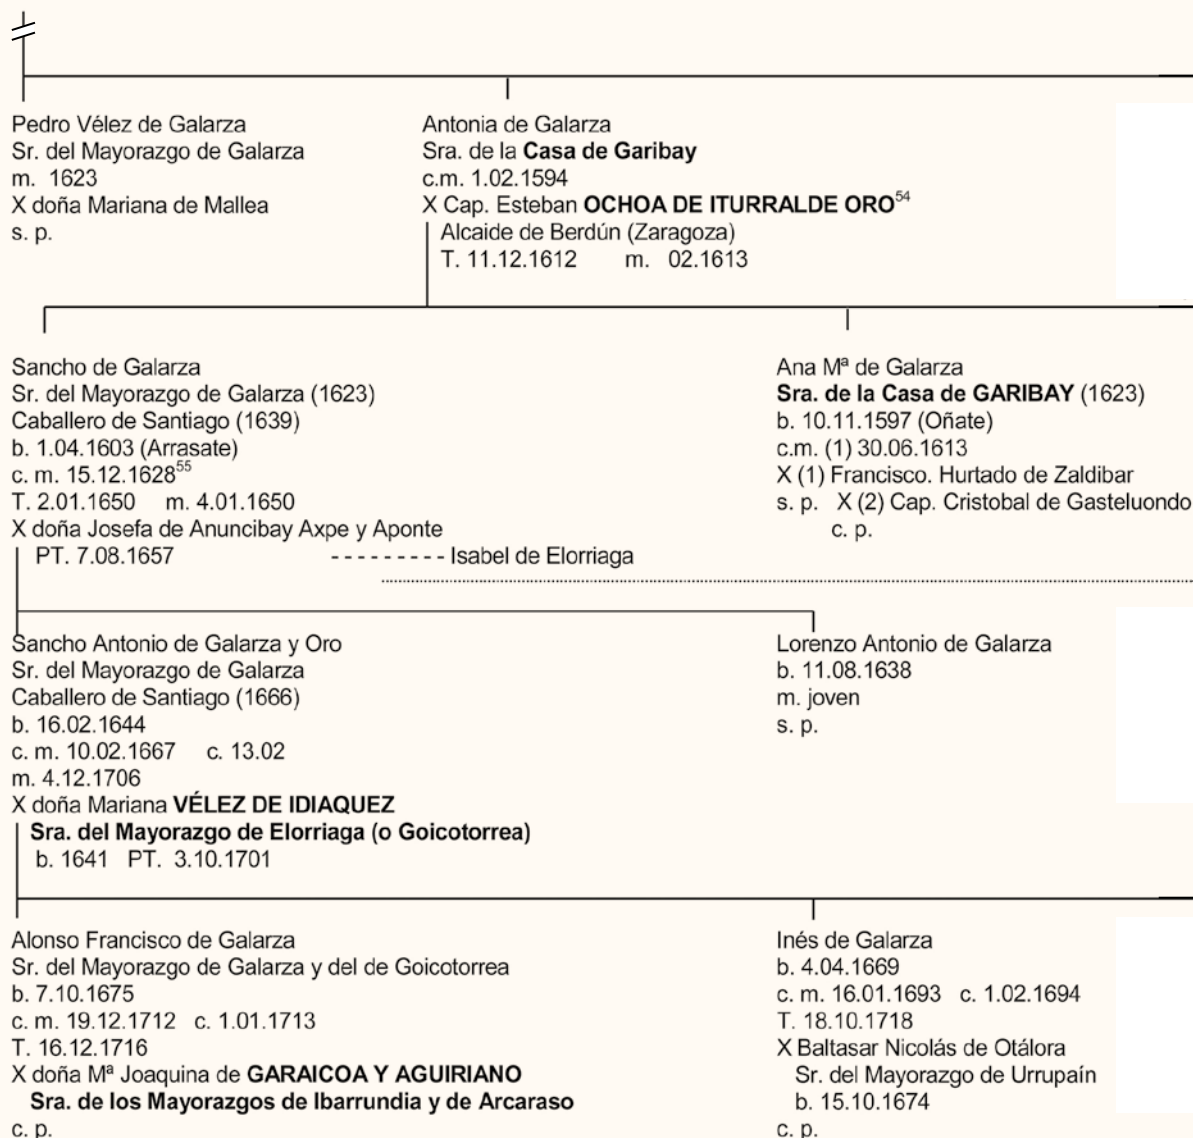 Pedro Vélez de Galarza
Sr. del Mayorazgo de Galarza
m. 1623
X doña Mariana de Mallea
s. p.
Antonia de Galarza
Sra. de la Casa de Garibay
c.m. 1.02.1594
X Cap. Esteban OCHOA DE ITURRALDE ORO54
Alcaide de Berdún (Zaragoza)
T. 11.12.1612 m. 02.1613
Sancho de Galarza
Sr. del Mayorazgo de Galarza (1623)
Caballero de Santiago (1639)
b. 1.04.1603 (Arrasate)
c. m. 15.12.162855
T. 2.01.1650 m. 4.01.1650
X doña Josefa de Anuncibay Axpe y Aponte
PT. 7.08.1657 - - - - - - - - - Isabel de Elorriaga
Ana Mª de Galarza
Sra. de la Casa de GARIBAY (1623)
b. 10.11.1597 (Oñate)
c.m. (1) 30.06.1613
X (1) Francisco. Hurtado de Zaldibar
s. p. X (2) Cap. Cristobal de Gasteluondo
c. p.
Sancho Antonio de Galarza y Oro
Sr. del Mayorazgo de Galarza
Caballero de Santiago (1666)
b. 16.02.1644
c. m. 10.02.1667 c. 13.02
m. 4.12.1706
X doña Mariana VÉLEZ DE IDIAQUEZ
Sra. del Mayorazgo de Elorriaga (o Goicotorrea)
b. 1641 PT. 3.10.1701
Lorenzo Antonio de Galarza
b. 11.08.1638
m. joven
s. p.
Alonso Francisco de Galarza
Sr. del Mayorazgo de Galarza y del de Goicotorrea
b. 7.10.1675
c. m. 19.12.1712 c. 1.01.1713
T. 16.12.1716
X doña Mª Joaquina de GARAICOA Y AGUIRIANO
Sra. de los Mayorazgos de Ibarrundia y de Arcaraso
c. p.
Inés de Galarza
b. 4.04.1669
c. m. 16.01.1693 c. 1.02.1694
T. 18.10.1718
X Baltasar Nicolás de Otálora
Sr. del Mayorazgo de Urrupaín
b. 15.10.1674
c. p.